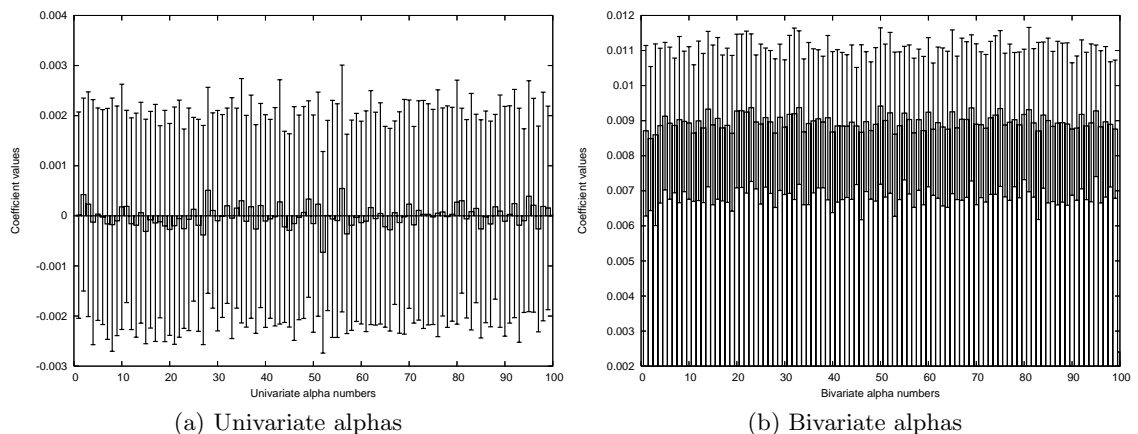 0.004
0.003
0.002
0.001
0
-0.001
-0.002
-0.003
Coefficient values
0 10 20 30 40 50 60 70 80 90 100
Univariate alpha numbers
(a) Univariate alphas
0.012
0.011
0.01
0.009
0.008
0.007
0.006
0.005
0.004
0.003
0.002
Coefficient values
0 10 20 30 40 50 60 70 80 90 100
Bivariate alpha numbers
(b) Bivariate alphas